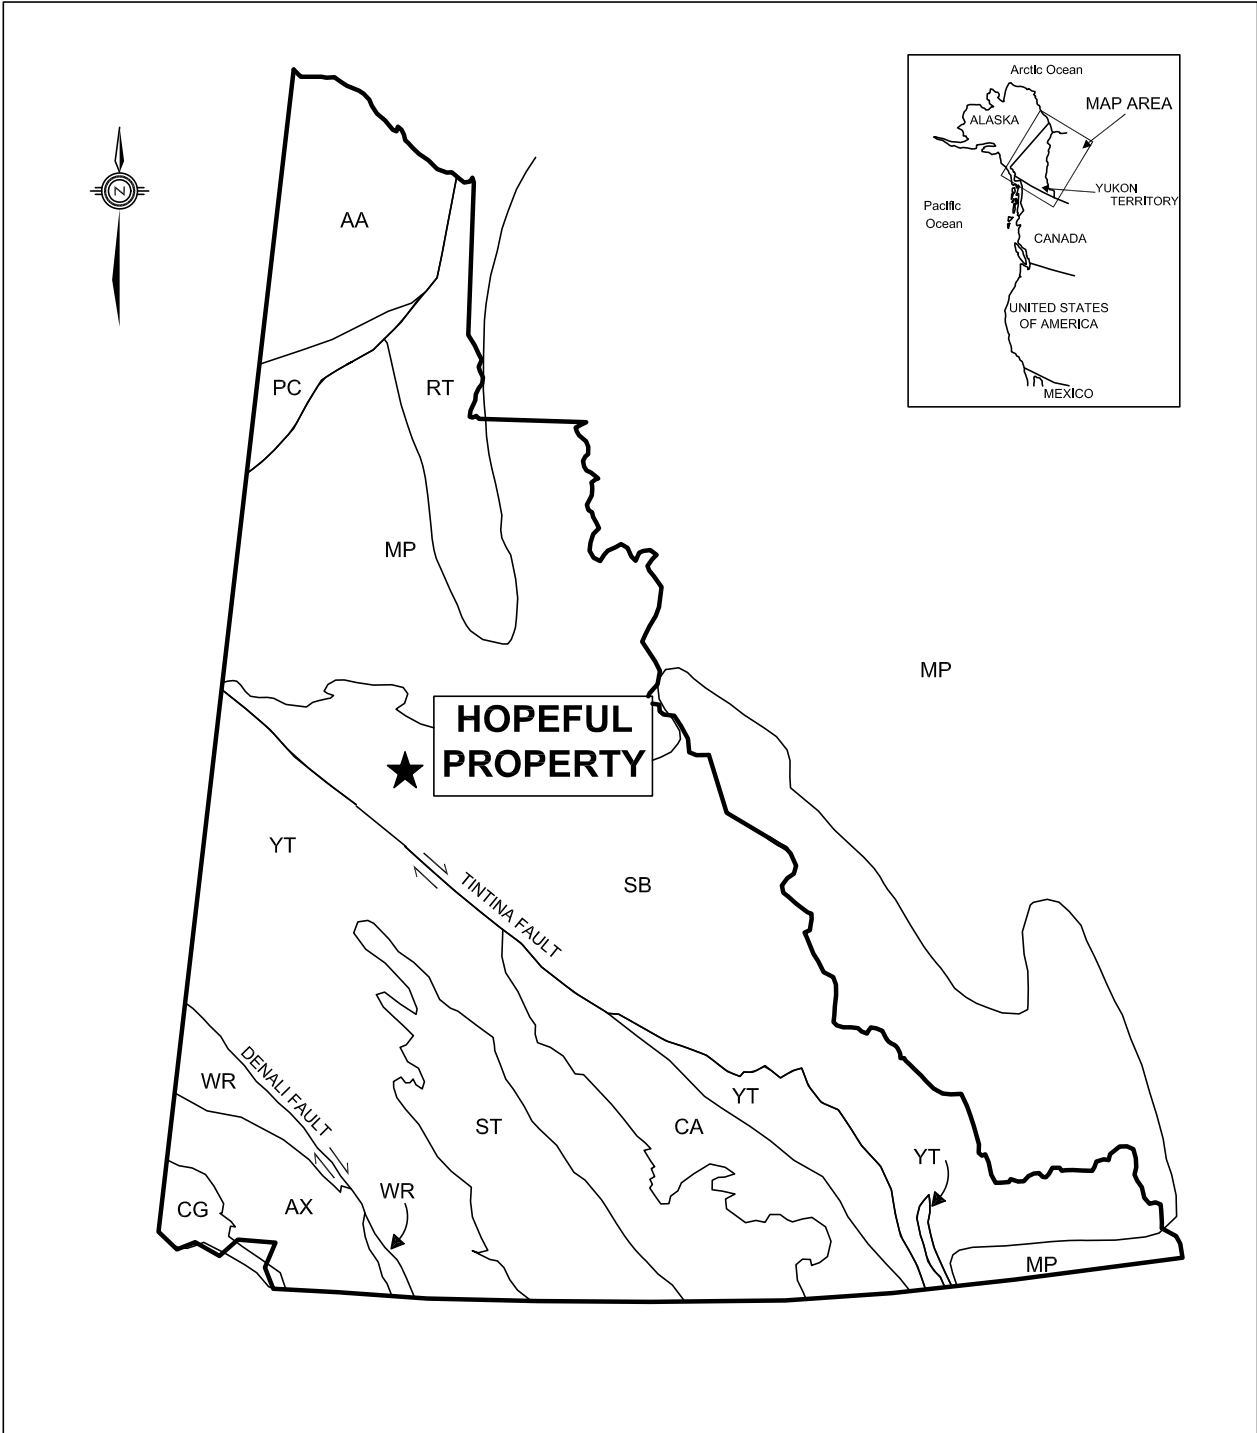 Arctic Ocean
ALASKA
MAP AREA
YUKON
TERRITORY
Pacific
Ocean
CANADA
UNITED STATES
OF AMERICA
MEXICO
N
AA
PC
RT
MP
MP
HOPEFUL
PROPERTY
YT
SB
TINTINA FAULT
DENALI FAULT
WR
YT
ST
CA
YT
WR
CG
AX
MP